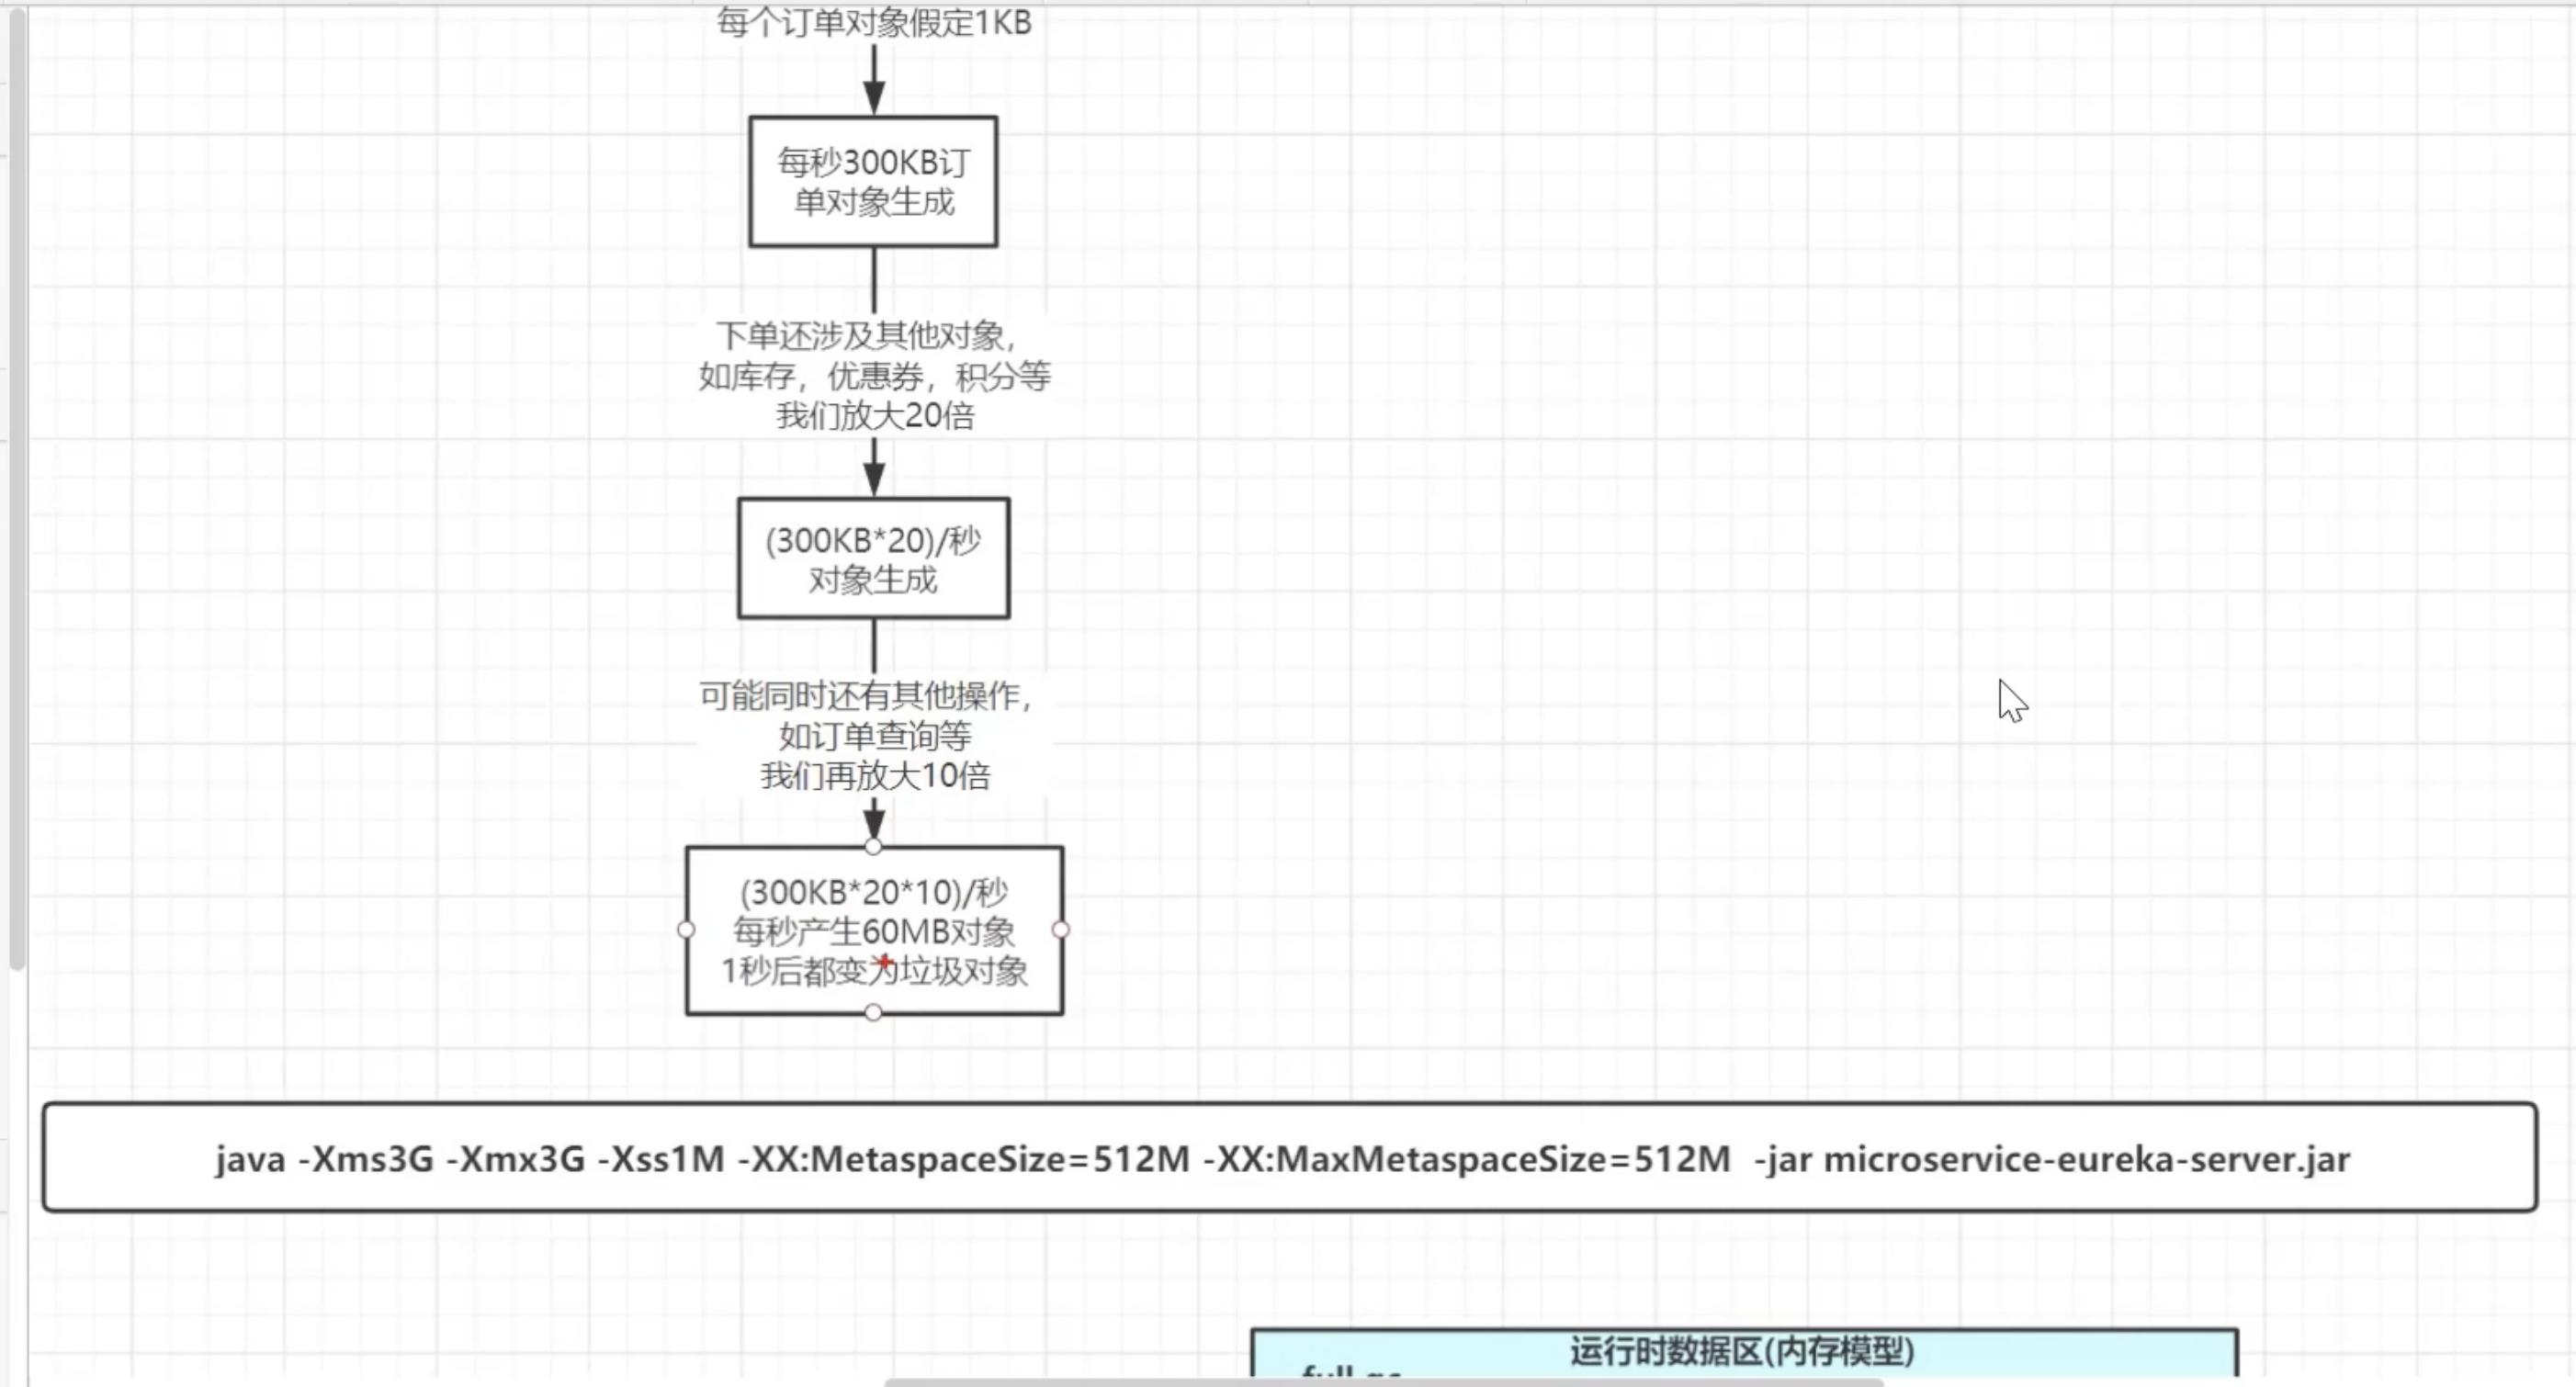 每个订单对象假定1KB
每秒300KB订
单对象生成
下单还涉及其他对象，
如库存，优惠券，积分等
我们放大20倍
(300KB*20)/秒
对象生成
可能同时还有其他操作，
如订单查询等
我们再放大10倍
(300KB*20*10)/秒
每秒产生60MB对象
1秒后都变为垃圾对象
java -Xms3G -Xmx3G -Xss1M -XX:MetaspaceSize=512M -XX:MaxMetaspaceSize=512M -jar microservice-eureka-server.jar
运行时数据区(内存模型)
full gc